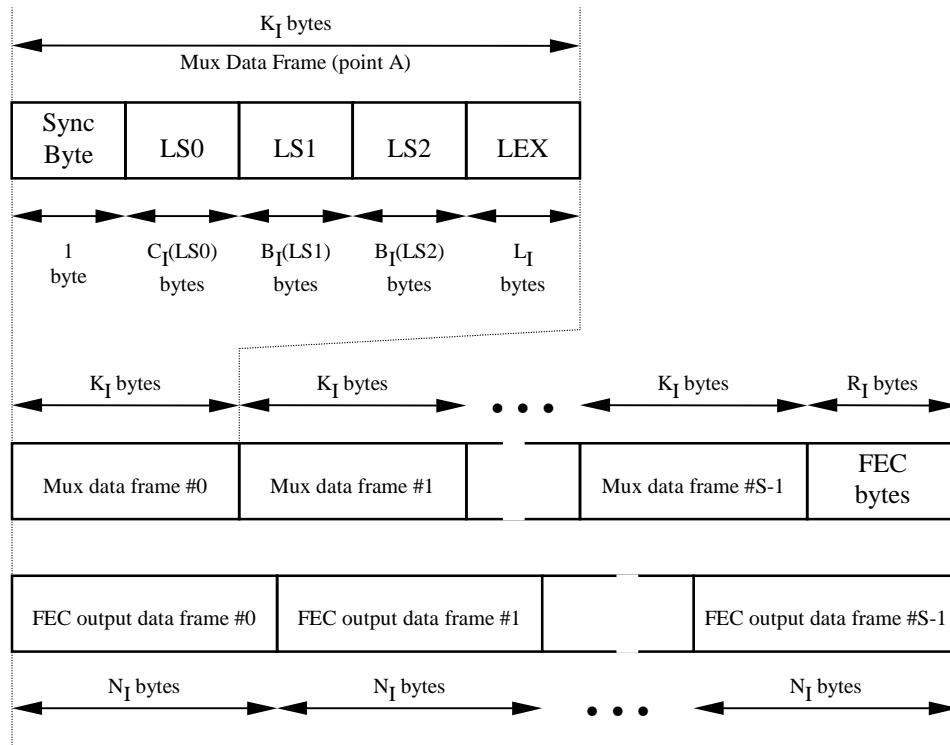 K_I bytes
Mux Data Frame (point A)
Sync Byte LS0 LS1 LS2 LEX
1 byte C_I(LS0) bytes B_I(LS1) bytes B_I(LS2) bytes L_I bytes
K_I bytes K_I bytes • • • K_I bytes R_I bytes
Mux data frame #0 Mux data frame #1 Mux data frame #S-1 FEC bytes
FEC output data frame #0 FEC output data frame #1 FEC output data frame #S-1
N_I bytes N_I bytes • • • N_I bytes